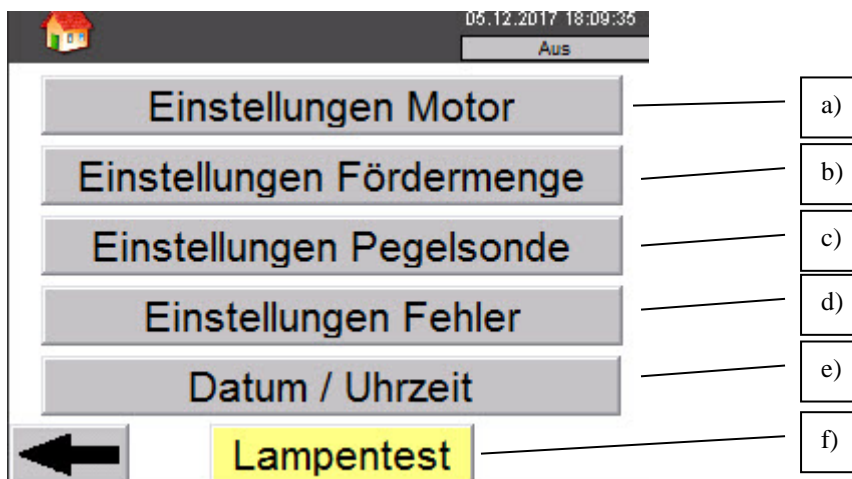 05.12.2017 18:09:35
Aus
Einstellungen Motor
a)
Einstellungen Fördermenge
b)
Einstellungen Pegelsonde
c)
Einstellungen Fehler
d)
Datum / Uhrzeit
e)
Lampentest
f)